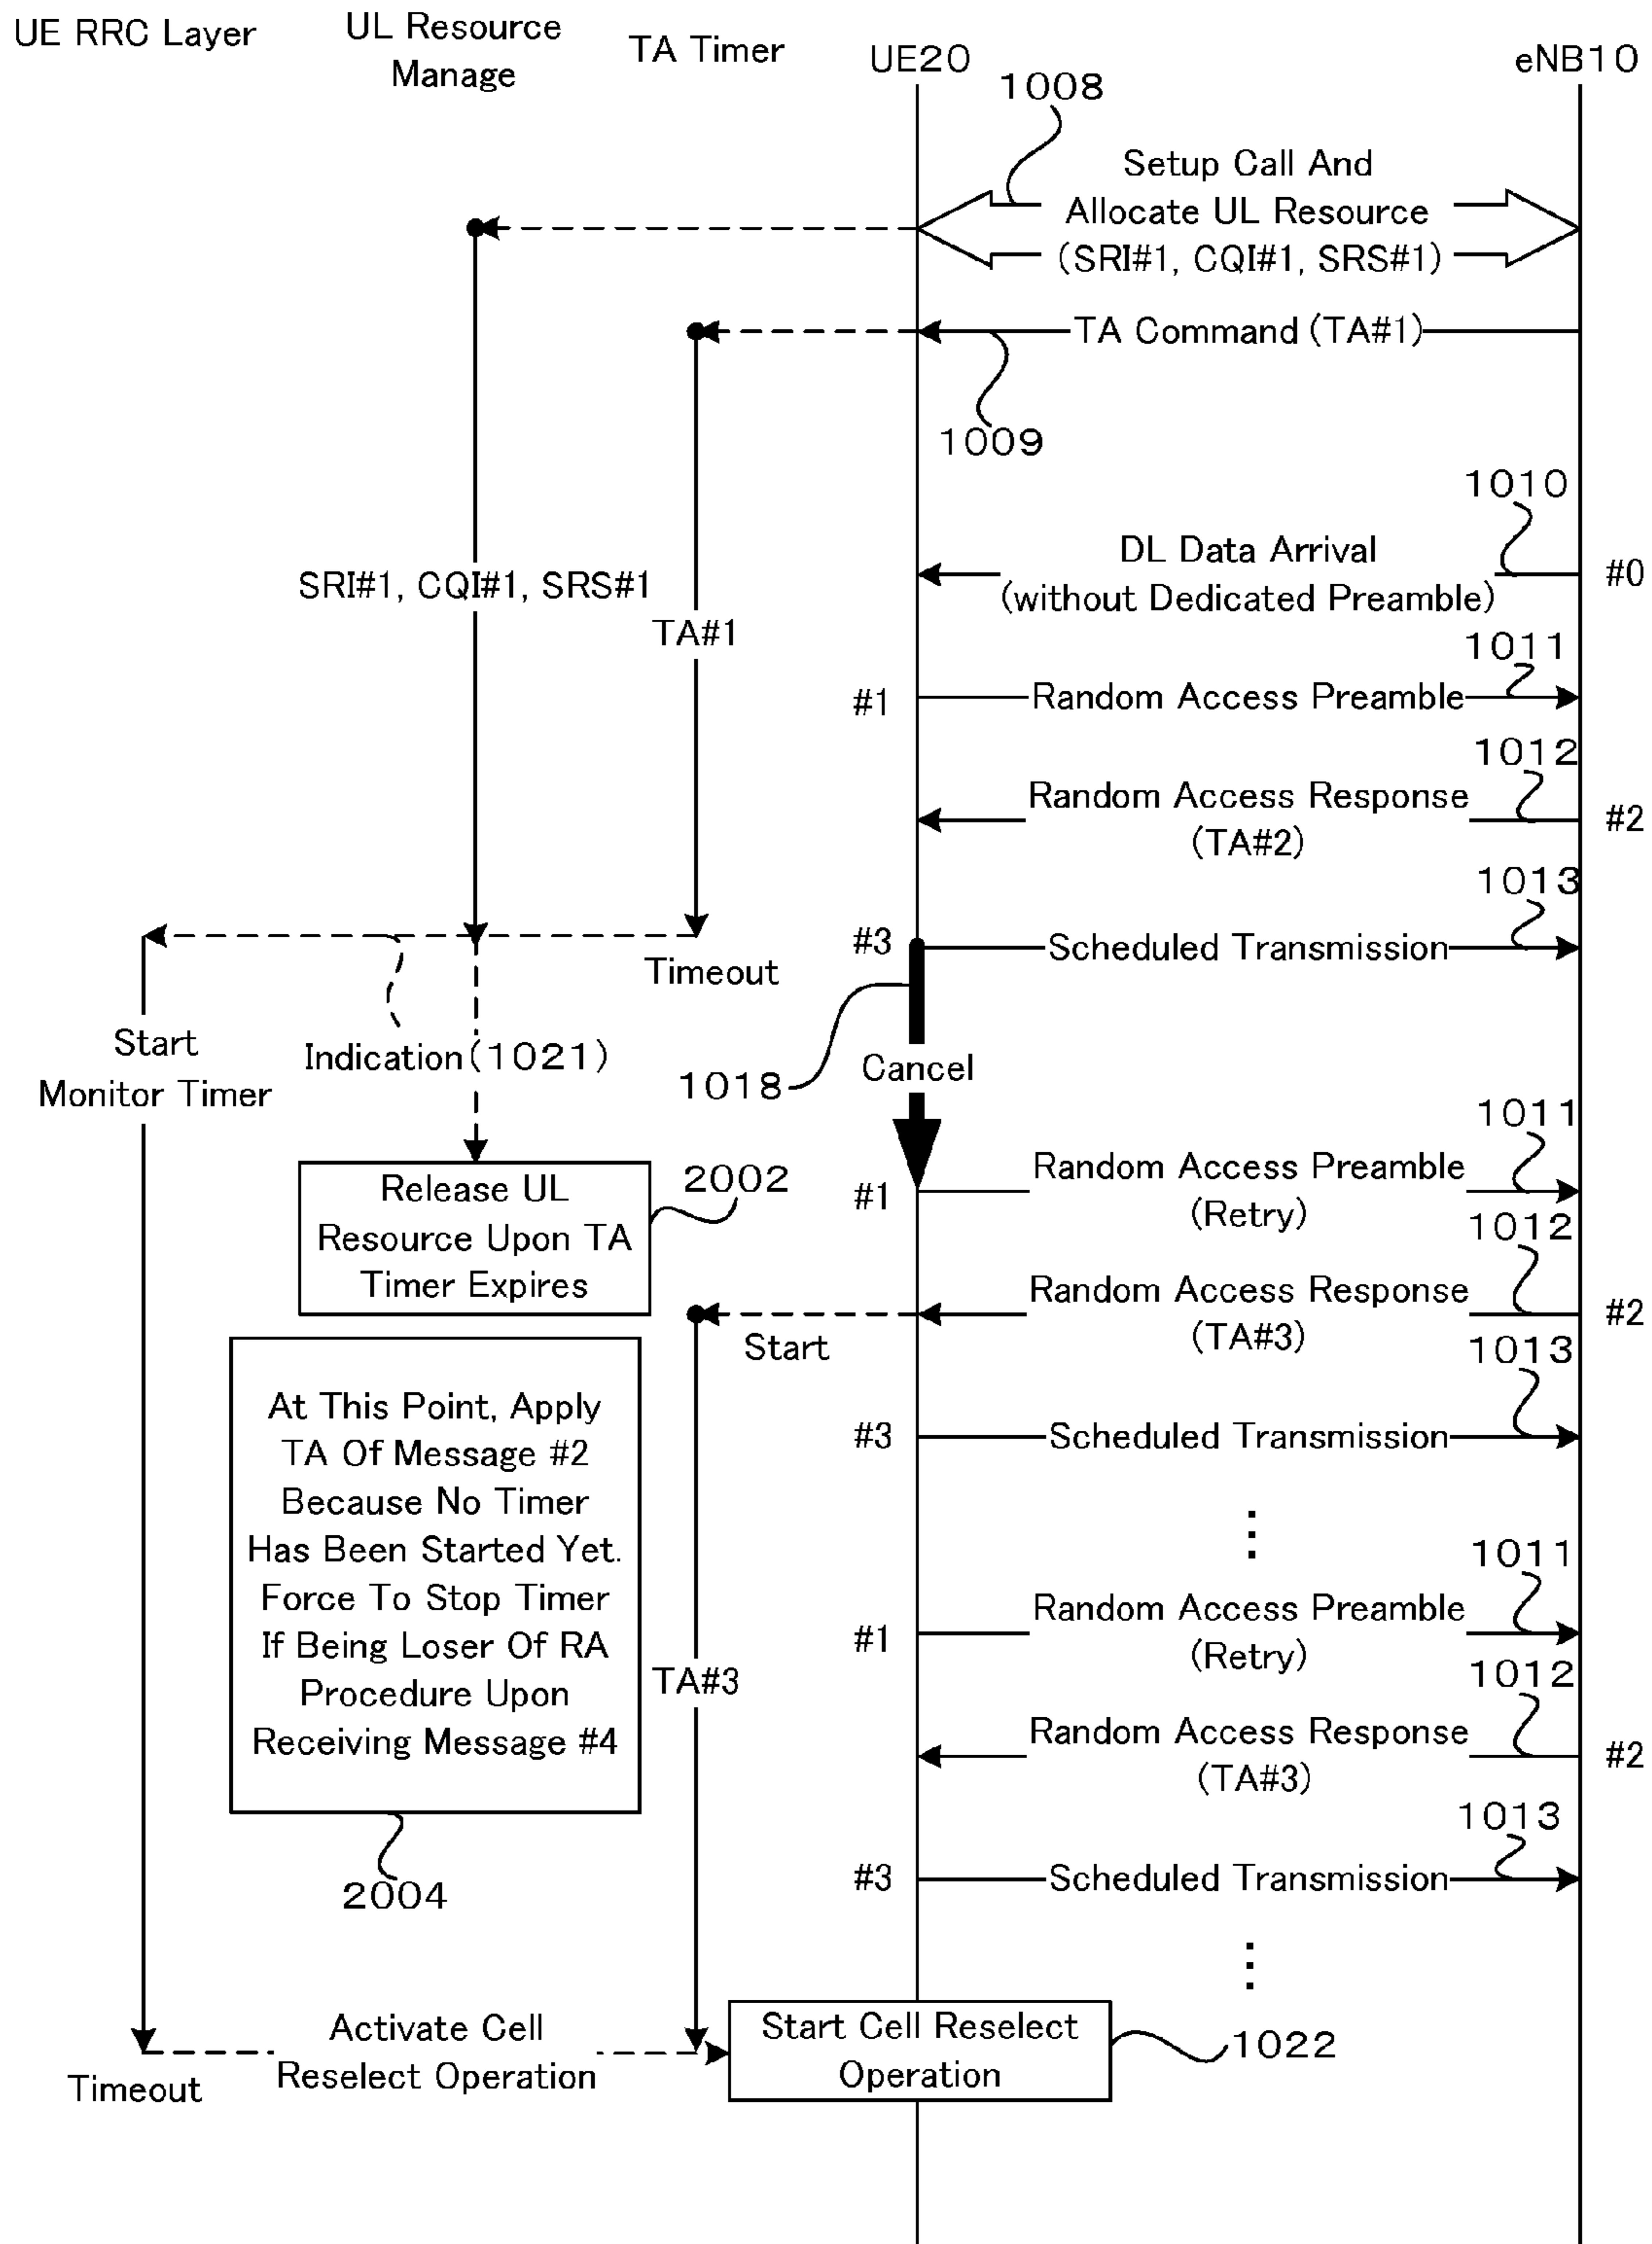 UE RRC Layer
UL Resource
Manage
TA Timer
UE20
eNB10
1008
Setup Call And
Allocate UL Resource
(SRI#1, CQI#1, SRS#1)
TA Command (TA#1)
1009
1010
DL Data Arrival
(without Dedicated Preamble)
#0
SRI#1, CQI#1, SRS#1
TA#1
1011
#1
Random Access Preamble
1012
Random Access Response
(TA#2)
#2
1013
#3
Scheduled Transmission
Timeout
Start
Monitor Timer
Indication(1021)
1018
Cancel
1011
Random Access Preamble
(Retry)
#1
Release UL
Resource Upon TA
Timer Expires
2002
1012
Random Access Response
(TA#3)
#2
Start
1013
#3
Scheduled Transmission
At This Point, Apply
TA Of Message #2
Because No Timer
Has Been Started Yet.
Force To Stop Timer
If Being Loser Of RA
Procedure Upon
Receiving Message #4
2004
TA#3
1011
#1
Random Access Preamble
(Retry)
1012
Random Access Response
(TA#3)
#2
1013
#3
Scheduled Transmission
Timeout
Activate Cell
Reselect Operation
Start Cell Reselect
Operation
1022